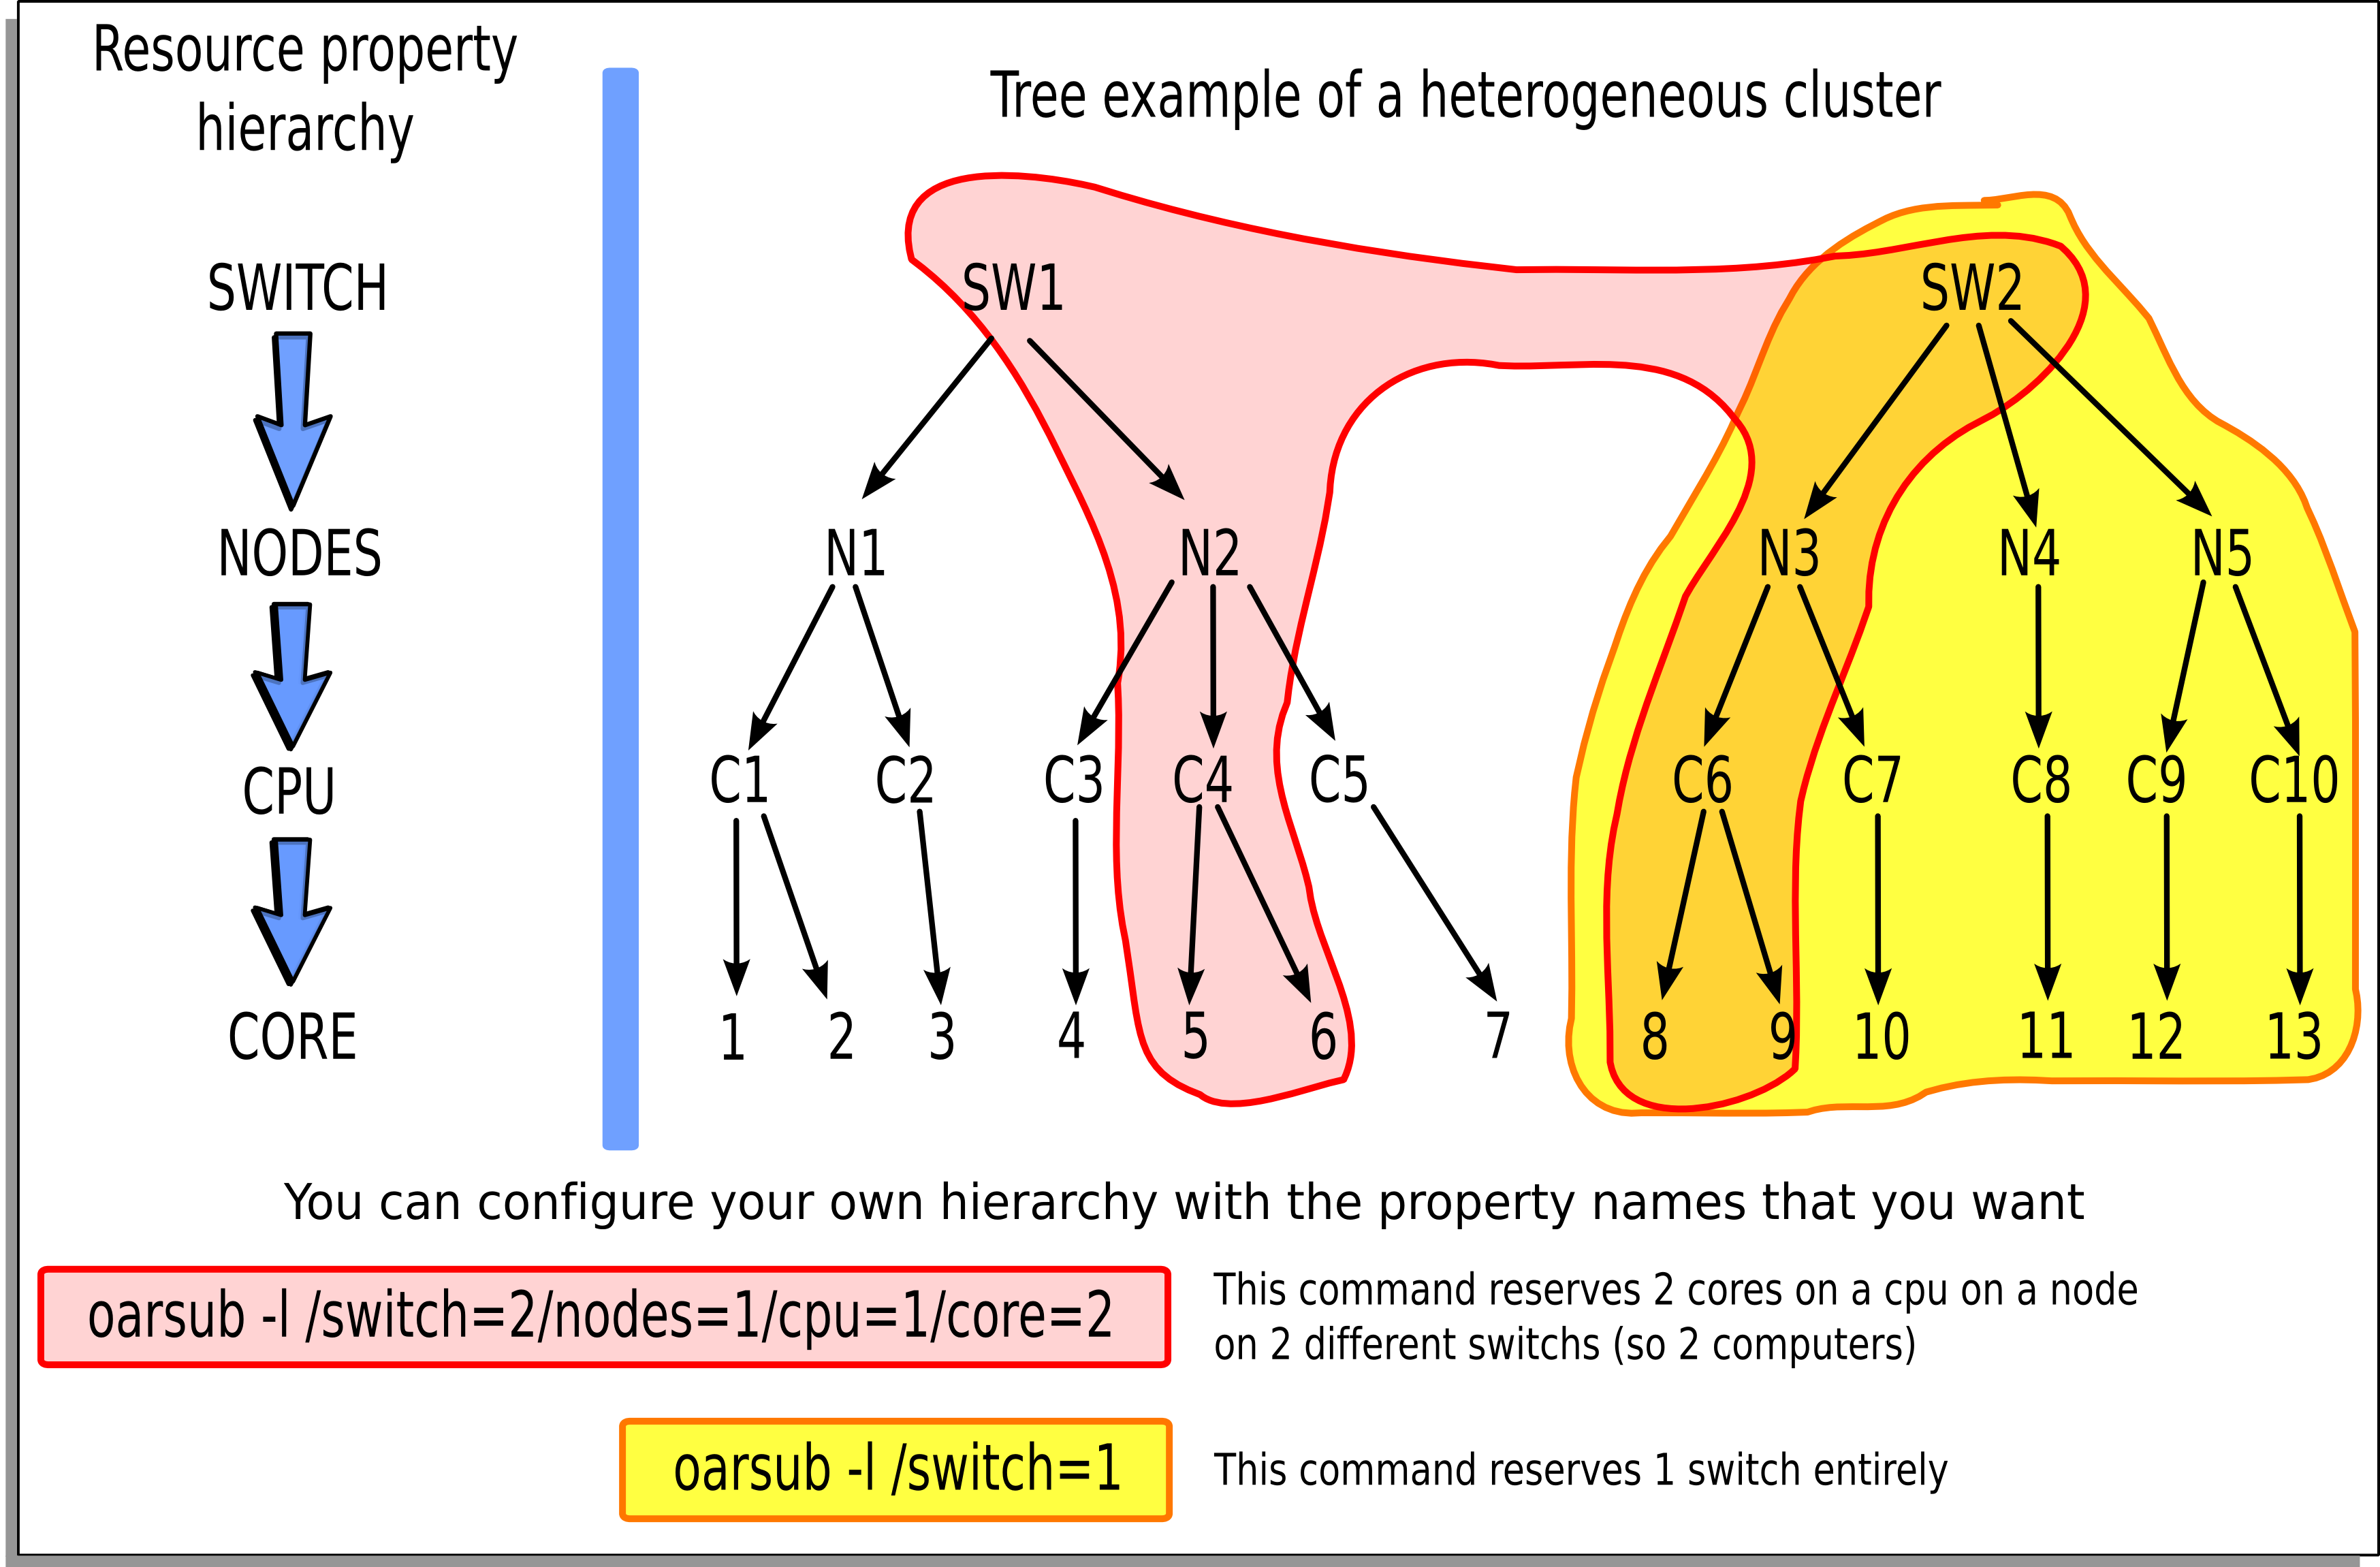 Resource property
hierarchy
Tree example of a heterogeneous cluster
SWITCH
SW1
SW2
NODES
N1
N2
N3
N4
N5
CPU
C1
C2
C3
C4
C5
C6
C7
C8
C9
C10
CORE
1
2
3
4
5
6
7
8
9
10
11
12
13
You can configure your own hierarchy with the property names that you want
oarsub -l /switch=2/nodes=1/cpu=1/core=2
This command reserves 2 cores on a cpu on a node
on 2 different switchs (so 2 computers)
oarsub -l /switch=1
This command reserves 1 switch entirely